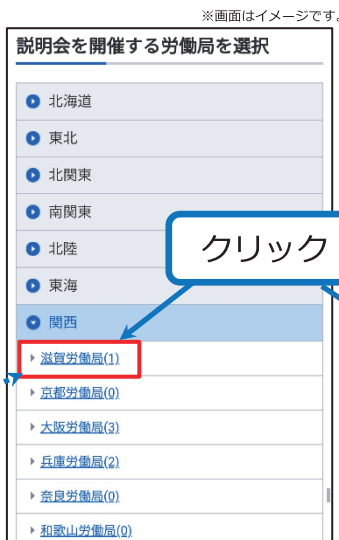 ※画面はイメージです。
説明会を開催する労働局を選択
北海道
東北
北関東
南関東
北陸
クリック
東海
関西
滋賀労働局(1)
京都労働局(0)
大阪労働局(3)
兵庫労働局(2)
奈良労働局(0)
和歌山労働局(0)